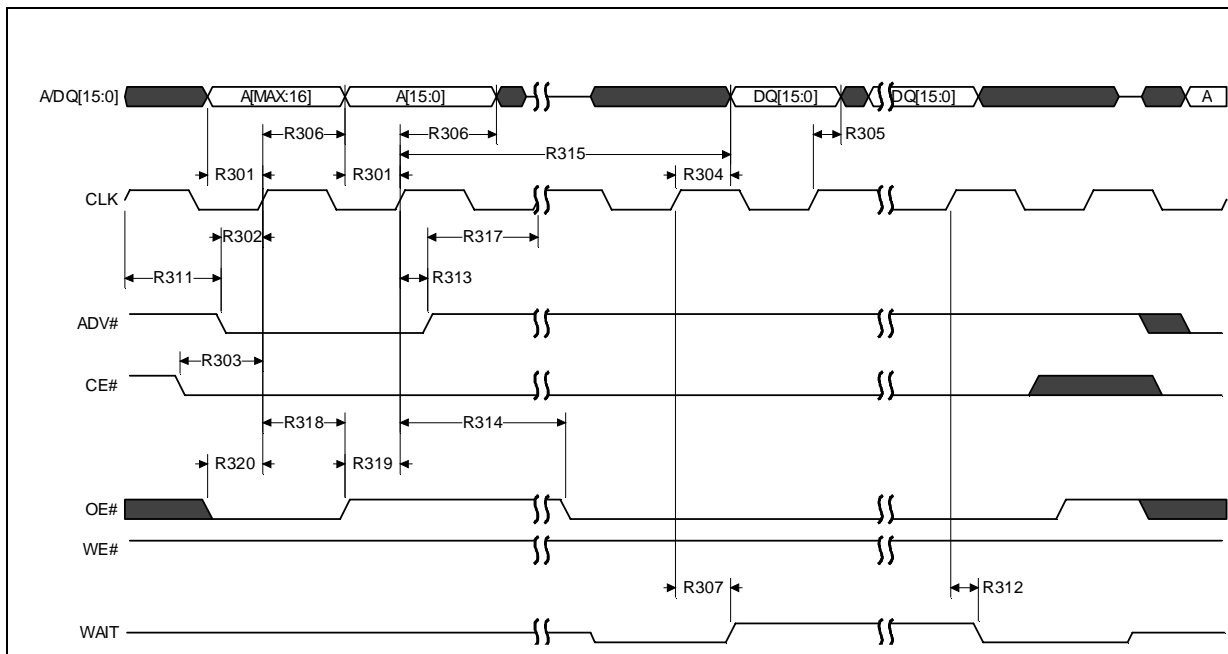 A/DQ[15:0] A[MAX:16] A[15:0] DQ[15:0] DQ[15:0] A
R306 R306 R305
R315
R301 R301 R304
CLK
R302 R317
R311 R313
ADV#
R303
CE#
R318 R314
R320 R319
OE#
WE#
R307 R312
WAIT